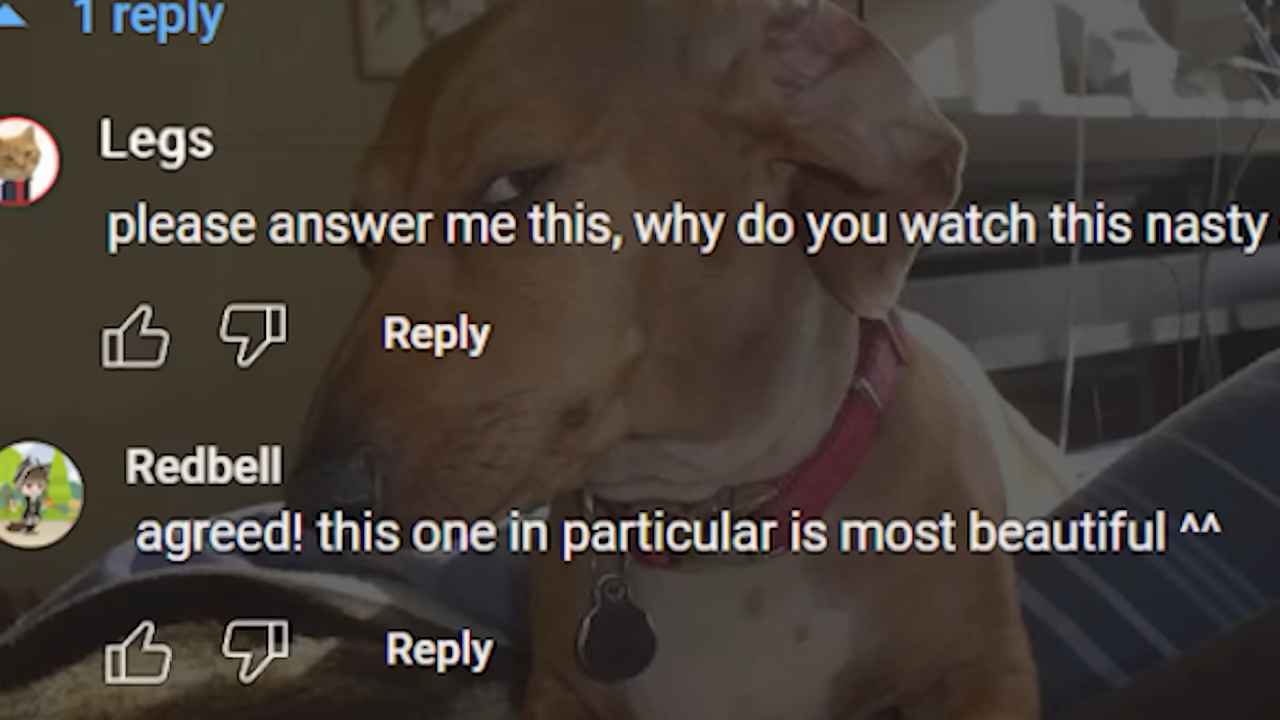 1 reply
Legs
please answer me this, why do you watch this nasty
Reply
Redbell
agreed! this one in particular is most beautiful ^^
Reply